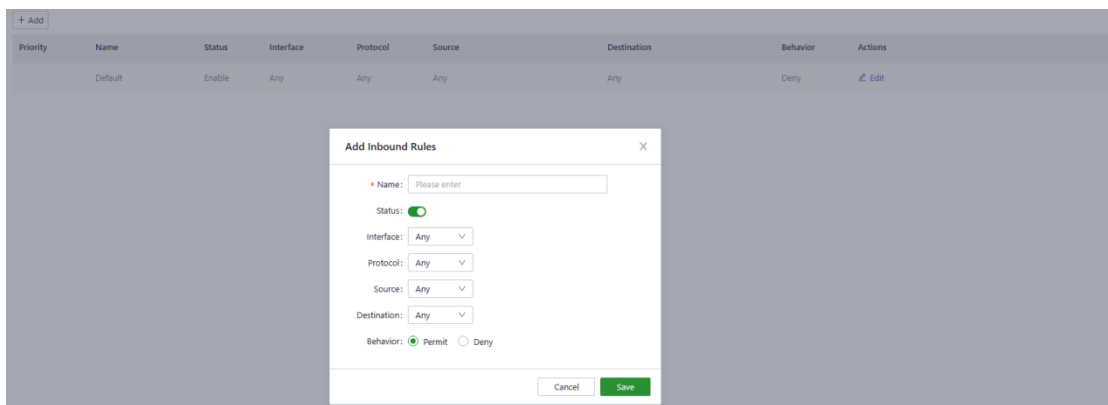 + Add
Priority Name Status Interface Protocol Source Destination Behavior Actions
Default Enable Any Any Any Any Deny Edit
Add Inbound Rules
* Name: Please enter
Status:
Interface: Any
Protocol: Any
Source: Any
Destination: Any
Behavior: Permit Deny
Cancel Save